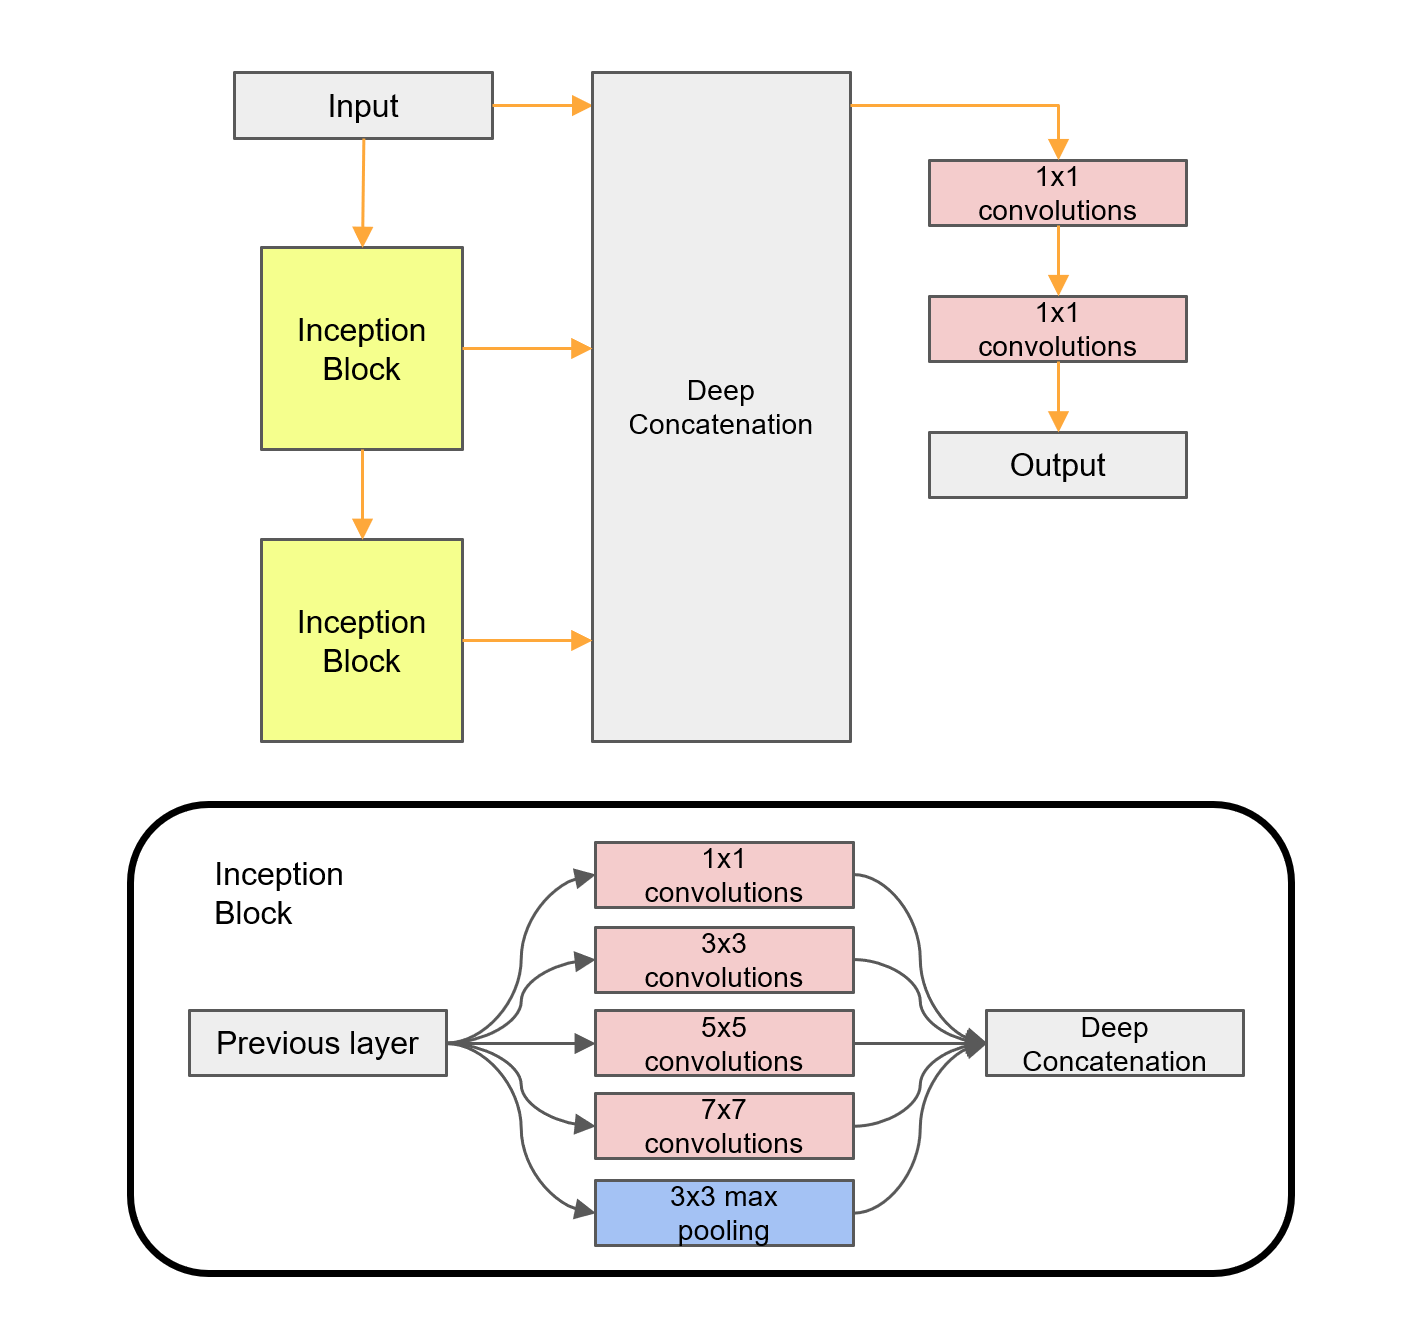 Input
Inception
Block
Inception
Block
Deep
Concatenation
1x1
convolutions
1x1
convolutions
Output
Inception
Block
Previous layer
1x1
convolutions
3x3
convolutions
5x5
convolutions
7x7
convolutions
3x3 max
pooling
Deep
Concatenation